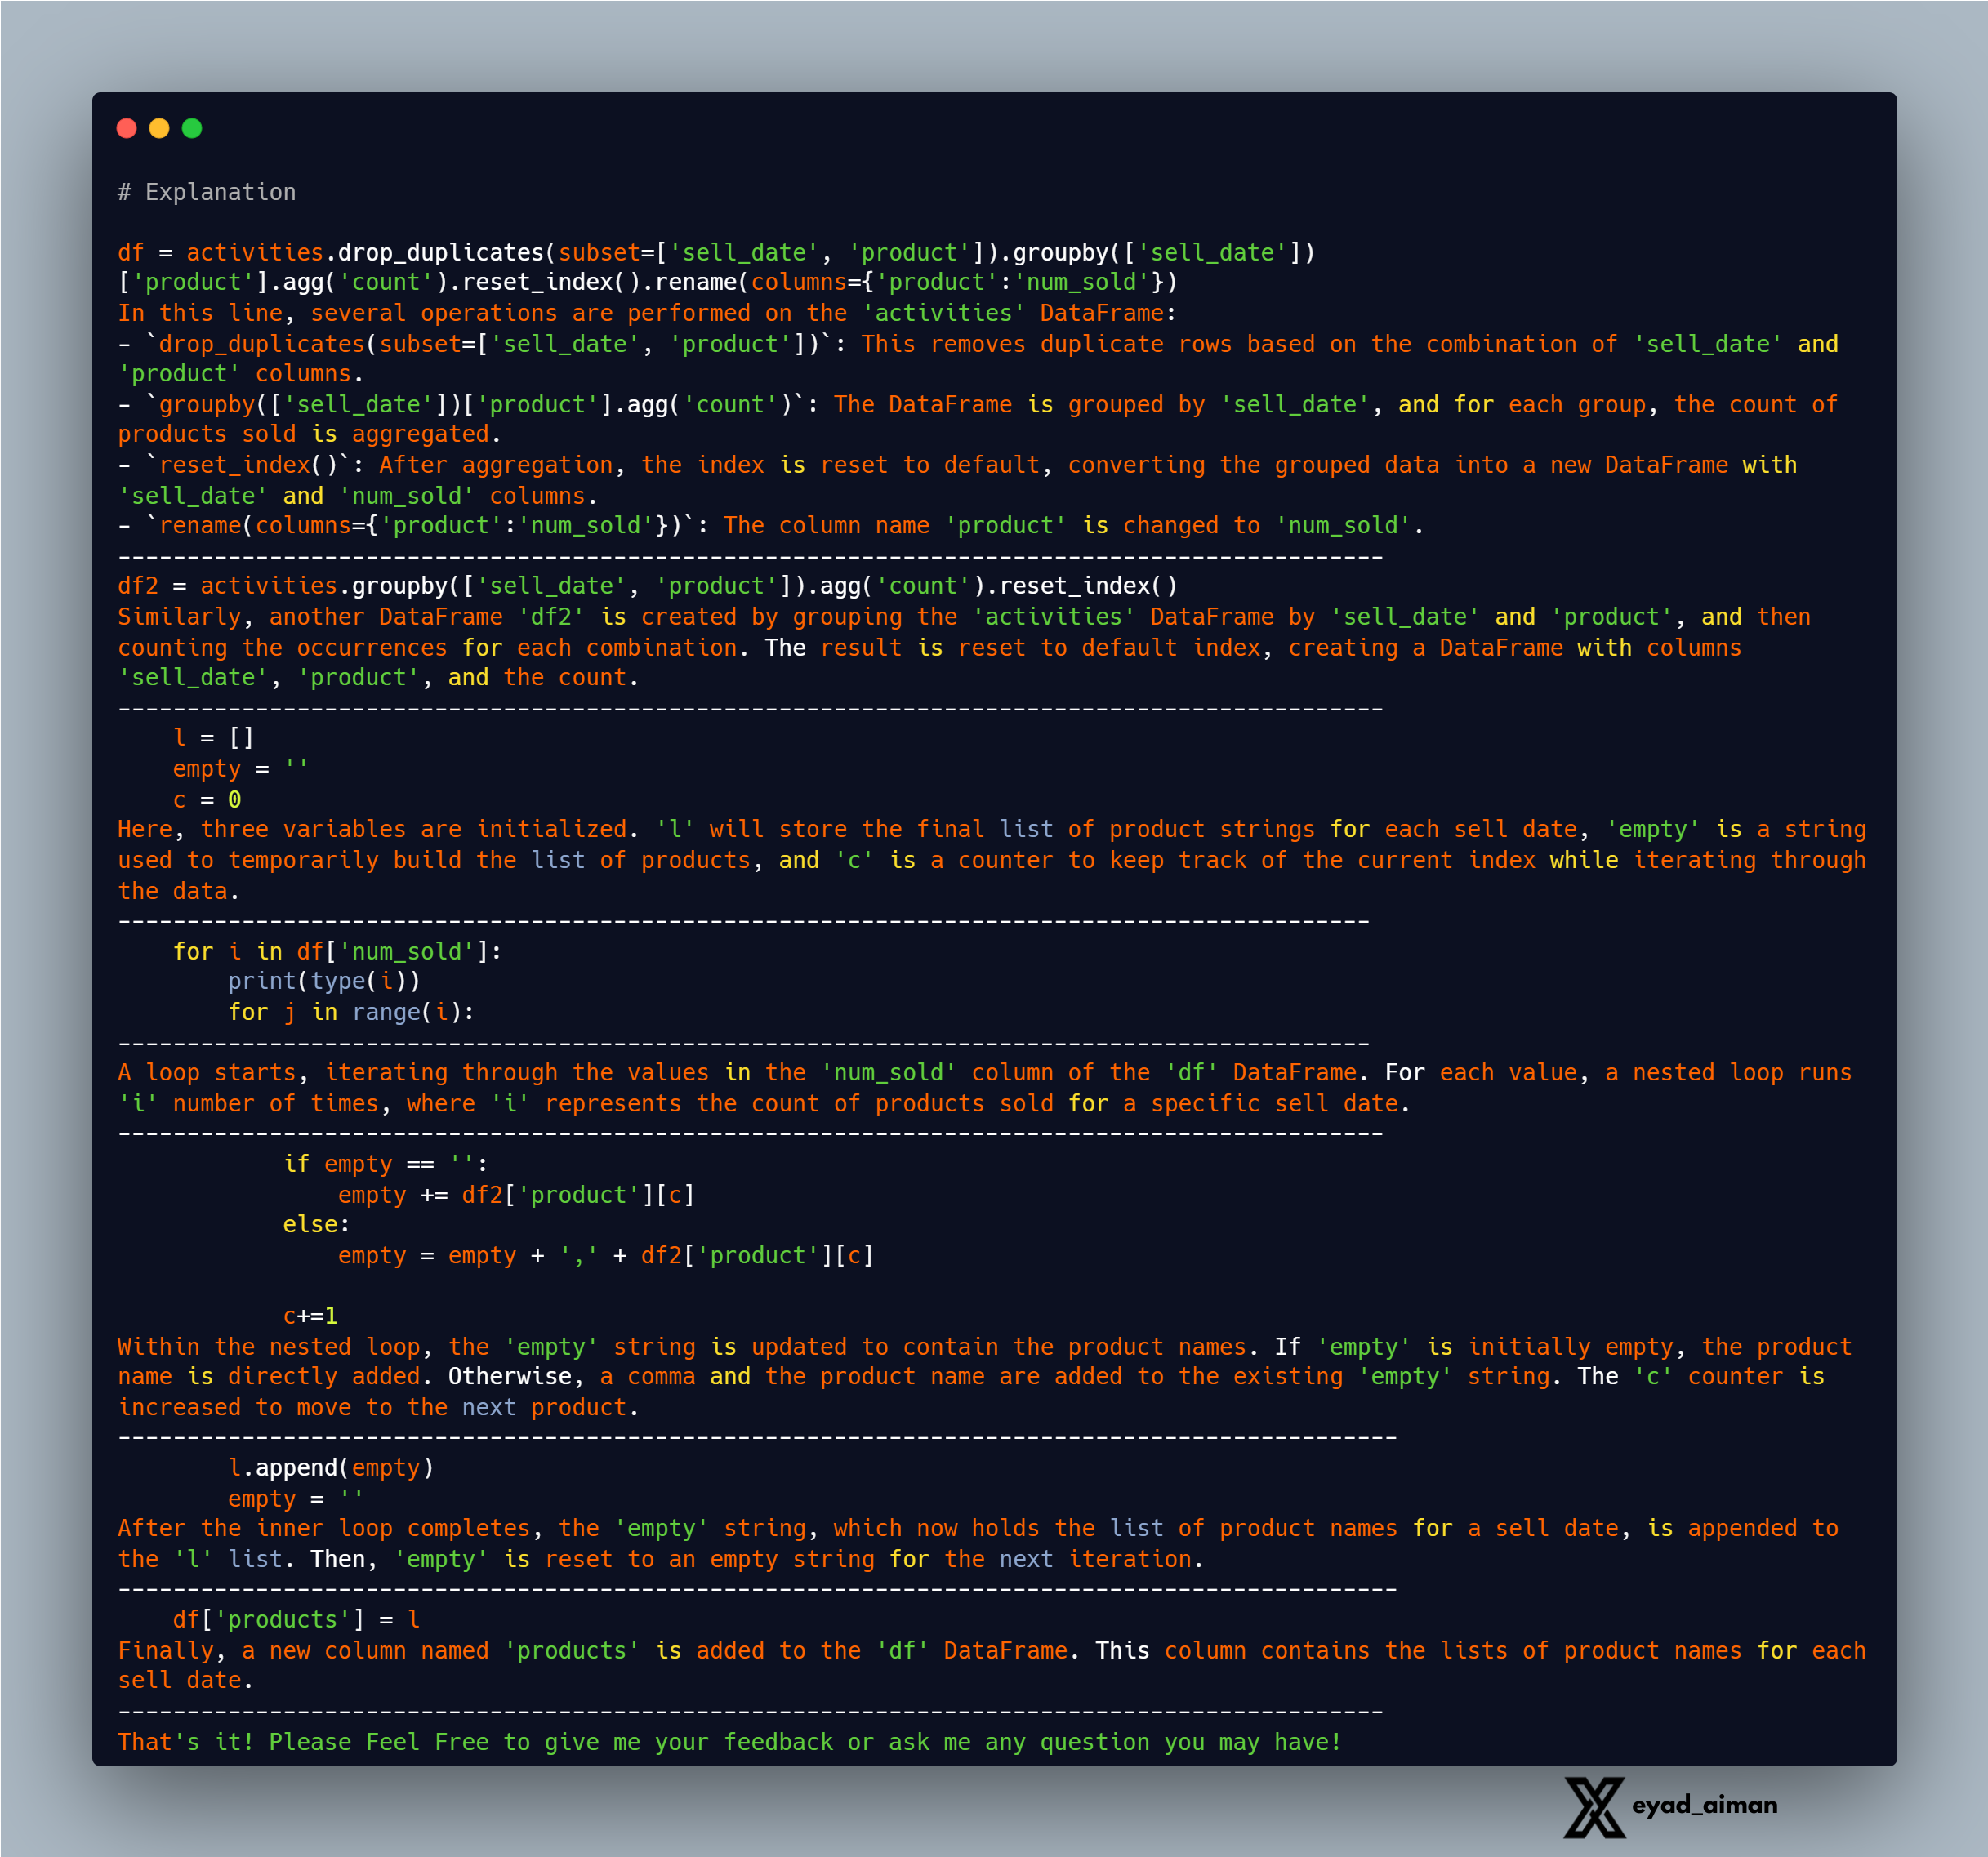 # Explanation
df = activities.drop_duplicates(subset=['sell_date', 'product']).groupby(['sell_date'])
['product'].agg('count').reset_index().rename(columns={'product':'num_sold'})
In this line, several operations are performed on the 'activities' DataFrame:
- `drop_duplicates(subset=['sell_date', 'product'])`: This removes duplicate rows based on the combination of 'sell_date' and
'product' columns.
- `groupby(['sell_date'])['product'].agg('count')`: The DataFrame is grouped by 'sell_date', and for each group, the count of
products sold is aggregated.
- `reset_index()`: After aggregation, the index is reset to default, converting the grouped data into a new DataFrame with
'sell_date' and 'num_sold' columns.
- `rename(columns={'product':'num_sold'})`: The column name 'product' is changed to 'num_sold'.
--------------------------------------------------------------------------------------------
df2 = activities.groupby(['sell_date', 'product']).agg('count').reset_index()
Similarly, another DataFrame 'df2' is created by grouping the 'activities' DataFrame by 'sell_date' and 'product', and then
counting the occurrences for each combination. The result is reset to default index, creating a DataFrame with columns
'sell_date', 'product', and the count.
--------------------------------------------------------------------------------------------
    l = []
    empty = ''
    c = 0
Here, three variables are initialized. 'l' will store the final list of product strings for each sell date, 'empty' is a string
used to temporarily build the list of products, and 'c' is a counter to keep track of the current index while iterating through
the data.
-------------------------------------------------------------------------------------------
    for i in df['num_sold']:
        print(type(i))
        for j in range(i):
-------------------------------------------------------------------------------------------
A loop starts, iterating through the values in the 'num_sold' column of the 'df' DataFrame. For each value, a nested loop runs
'i' number of times, where 'i' represents the count of products sold for a specific sell date.
--------------------------------------------------------------------------------------------
            if empty == '':
                empty += df2['product'][c]
            else:
                empty = empty + ',' + df2['product'][c]
            c+=1
Within the nested loop, the 'empty' string is updated to contain the product names. If 'empty' is initially empty, the product
name is directly added. Otherwise, a comma and the product name are added to the existing 'empty' string. The 'c' counter is
increased to move to the next product.
---------------------------------------------------------------------------------------------
        l.append(empty)
        empty = ''
After the inner loop completes, the 'empty' string, which now holds the list of product names for a sell date, is appended to
the 'l' list. Then, 'empty' is reset to an empty string for the next iteration.
---------------------------------------------------------------------------------------------
    df['products'] = l
Finally, a new column named 'products' is added to the 'df' DataFrame. This column contains the lists of product names for each
sell date.
--------------------------------------------------------------------------------------------
That's it! Please Feel Free to give me your feedback or ask me any question you may have!
eyad_aiman